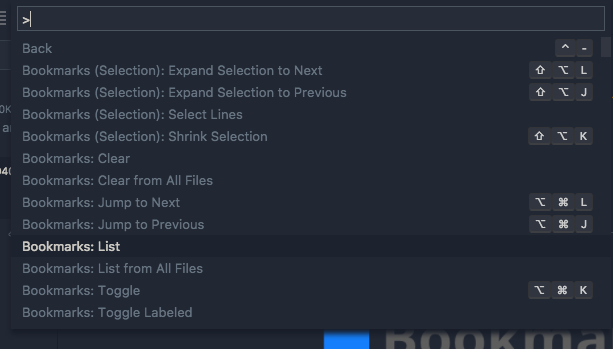 >
Back ^ -
Bookmarks (Selection): Expand Selection to Next ⇧ ⌥ L
Bookmarks (Selection): Expand Selection to Previous ⇧ ⌥ J
Bookmarks (Selection): Select Lines
Bookmarks (Selection): Shrink Selection ⇧ ⌥ K
Bookmarks: Clear
Bookmarks: Clear from All Files
Bookmarks: Jump to Next ⌥ ⌘ L
Bookmarks: Jump to Previous ⌥ ⌘ J
Bookmarks: List
Bookmarks: List from All Files
Bookmarks: Toggle ⌥ ⌘ K
Bookmarks: Toggle Labeled
Bookma